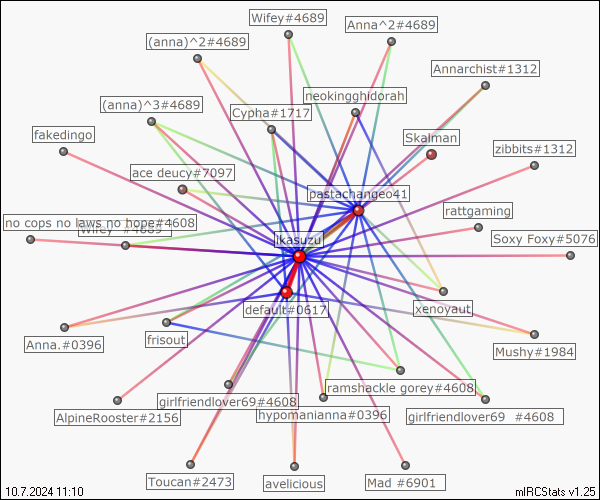 Wifey#4689
Anna^2#4689
(anna)^2#4689
Annarchist#1312
neokingghidorah
(anna)^3#4689
Cypha#1717
fakedingo
Skalman
zibbits#1312
ace deucy#7097
pastachangeo41
rattgaming
no cops no laws no hope#4608
ikasuzu
Soxy Foxy#5076
default#0617
xenoyaut
Anna.#0396
frisout
Mushy#1984
ramshackle gorey#4608
girlfriendlover69#4608
AlpineRooster#2156
hypomanianna#0396
girlfriendlover69 #4608
Toucan#2473
avelicious
Mad #6901
10.7.2024 11:10
mIRCStats v1.25